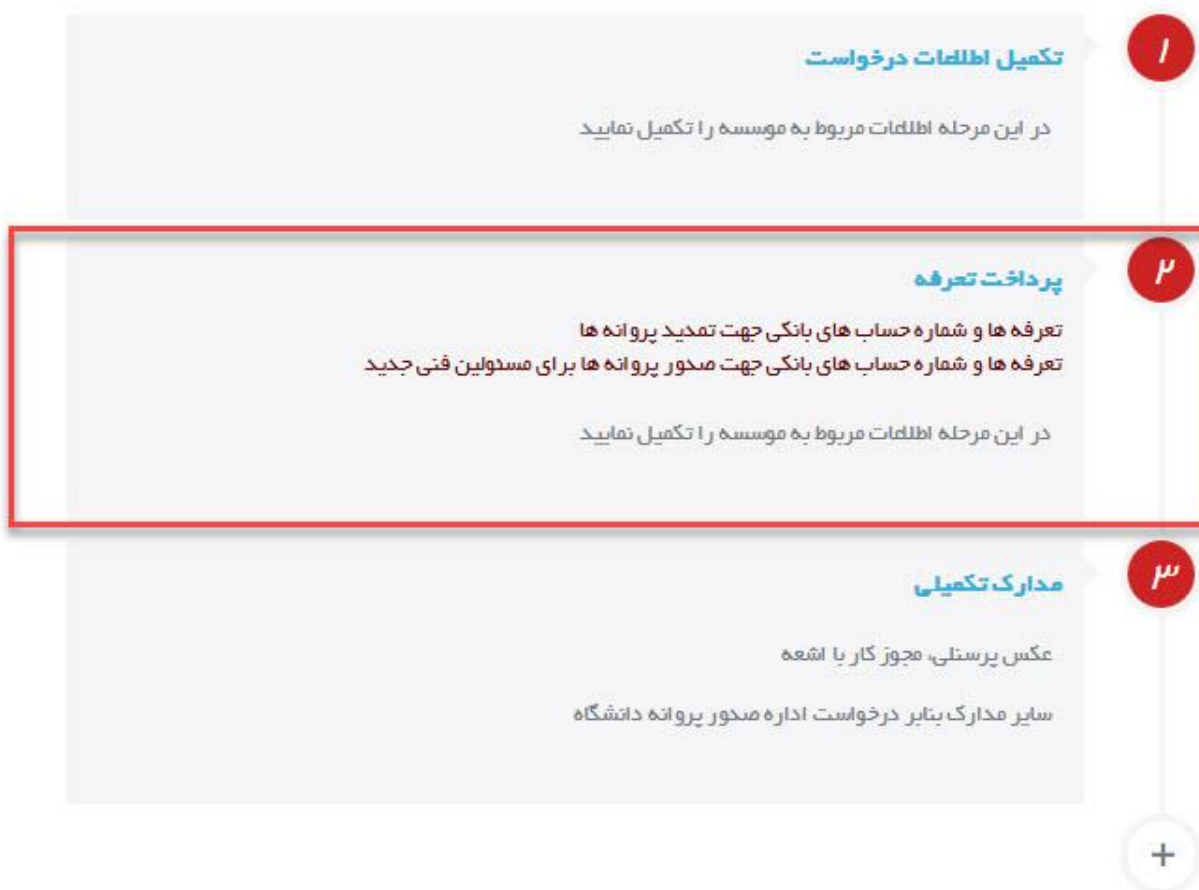 ۱
تکمیل اطلاعات درخواست
در این مرحله اطلاعات مربوط به موسسه را تکمیل نمایید
۲
پرداخت تعرفه
تعرفه ها و شماره حساب های بانکی جهت تمدید پروانه ها
تعرفه ها و شماره حساب های بانکی جهت صدور پروانه ها برای مسئولین فنی جدید
در این مرحله اطلاعات مربوط به موسسه را تکمیل نمایید
۳
مدارک تکمیلی
عکس پرسنلی، مجوز کار با اشعه
سایر مدارک بنابر درخواست اداره صدور پروانه دانشگاه
+